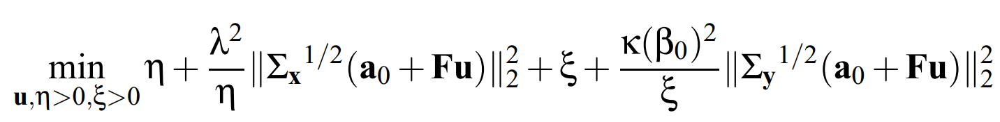 \min_{\mathbf{u},\eta>0,\xi>0} \eta + \frac{\lambda^2}{\eta} \|\Sigma_{\mathbf{x}}{}^{1/2}(\mathbf{a}_0 + \mathbf{F}\mathbf{u})\|_2^2 + \xi + \frac{\kappa(\beta_0)^2}{\xi} \|\Sigma_{\mathbf{y}}{}^{1/2}(\mathbf{a}_0 + \mathbf{F}\mathbf{u})\|_2^2